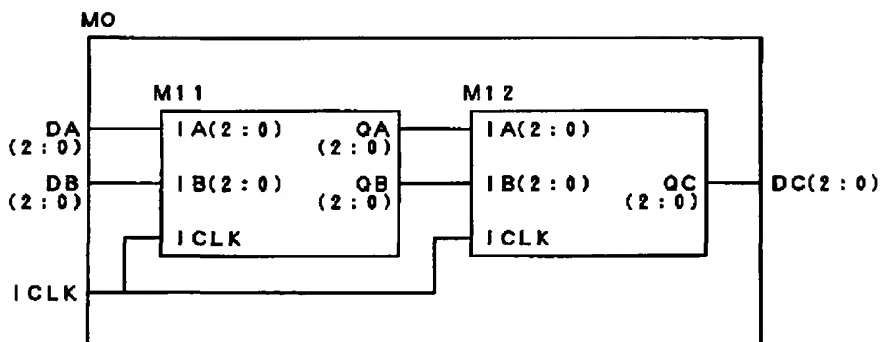 M0
M11
M12
DA
(2:0)
IA(2:0)
QA
(2:0)
IA(2:0)
DB
(2:0)
IB(2:0)
QB
(2:0)
IB(2:0)
QC
(2:0)
DC(2:0)
ICLK
ICLK
ICLK